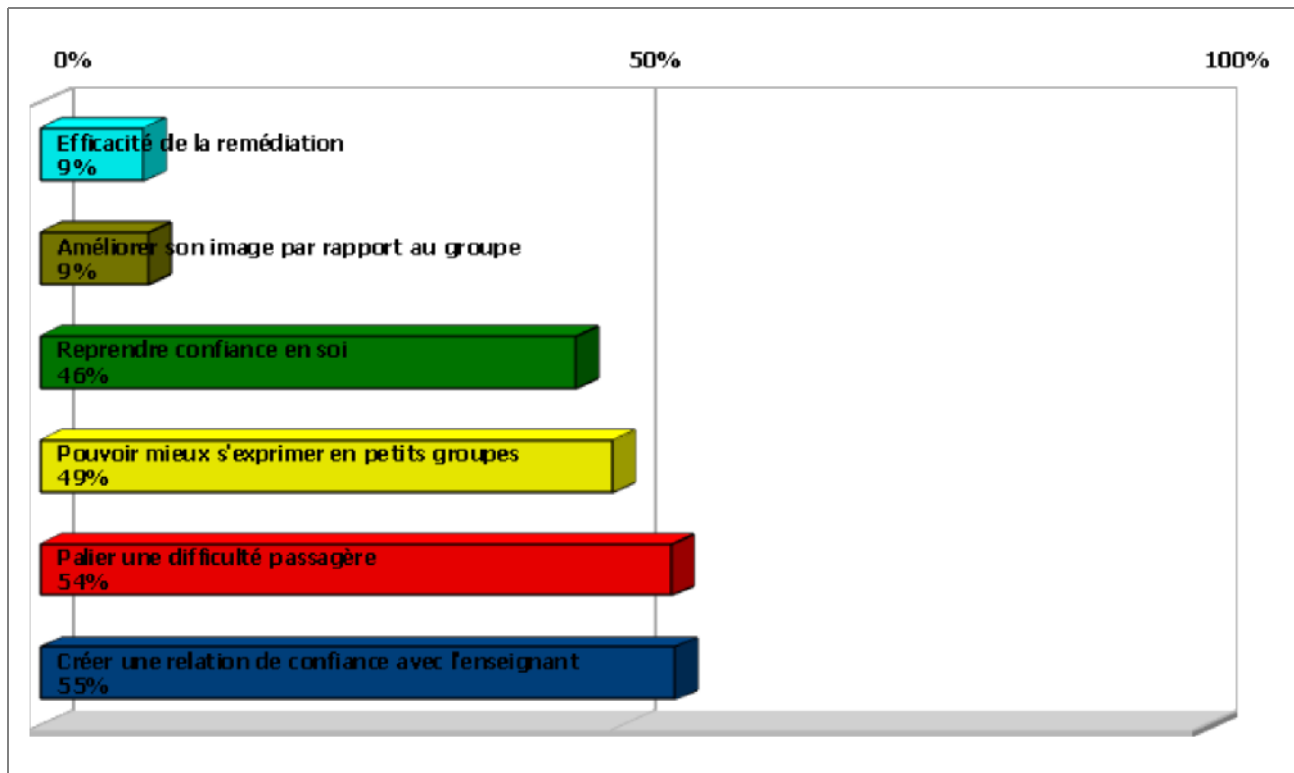 0% 50% 100%
Efficacité de la remédiation
9%
Améliorer son image par rapport au groupe
9%
Reprendre confiance en soi
46%
Pouvoir mieux s'exprimer en petits groupes
49%
Palier une difficulté passagère
54%
Créer une relation de confiance avec l'enseignant
55%